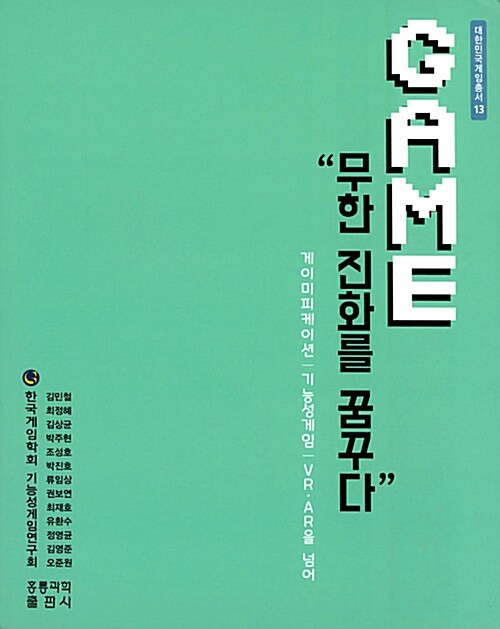 대한민국게임총서 13
GAME
“무한 진화를 꿈꾸다”
게이미피케이션 | 기능성게임 | VR·AR을 넘어
김민철
최정혜
김상균
박주현
조성호
박진호
류임상
권보연
최재호
유환수
정영균
김영준
오준원
한국게임학회 기능성게임연구회
홍릉과학
출판사